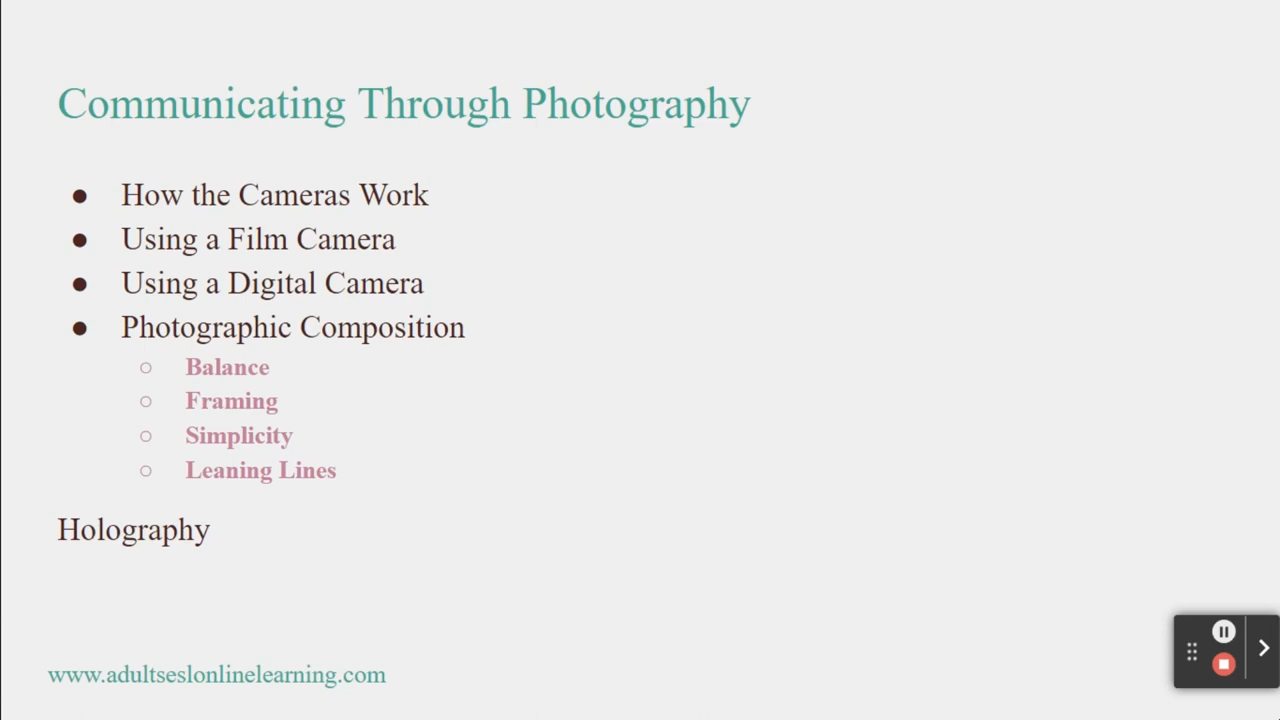 Communicating Through Photography
● How the Cameras Work
● Using a Film Camera
● Using a Digital Camera
● Photographic Composition
○ Balance
○ Framing
○ Simplicity
○ Leaning Lines
Holography
www.adultseslonlinelearning.com